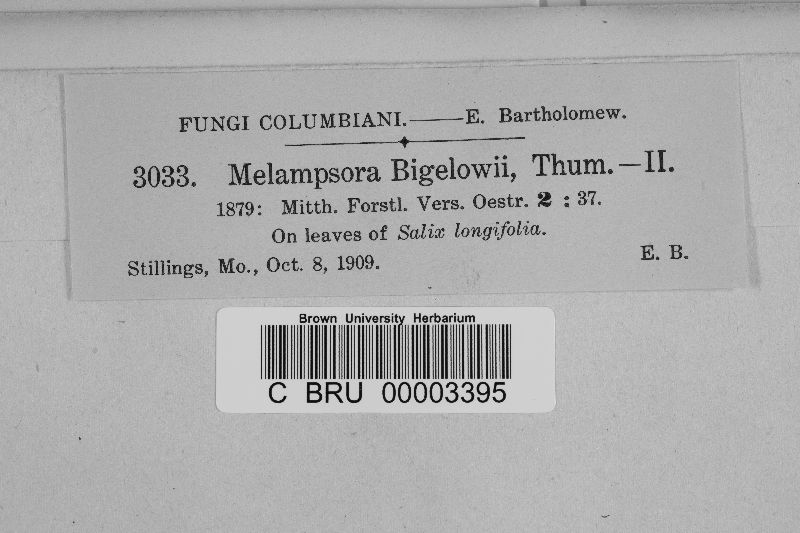 FUNGI COLUMBIANI.——E. Bartholomew.
3033. Melampsora Bigelowii, Thum.—II.
1879: Mitth. Forstl. Vers. Oestr. 2 : 37.
On leaves of Salix longifolia.
Stillings, Mo., Oct. 8, 1909. E. B.
Brown University Herbarium
C BRU 00003395